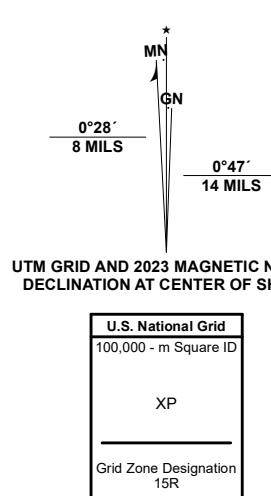 MN
GN
0°28´
8 MILS
0°47´
14 MILS
UTM GRID AND 2023 MAGNETIC
DECLINATION AT CENTER OF
U.S. National Grid
100,000 - m Square ID
XP
Grid Zone Designation
15R